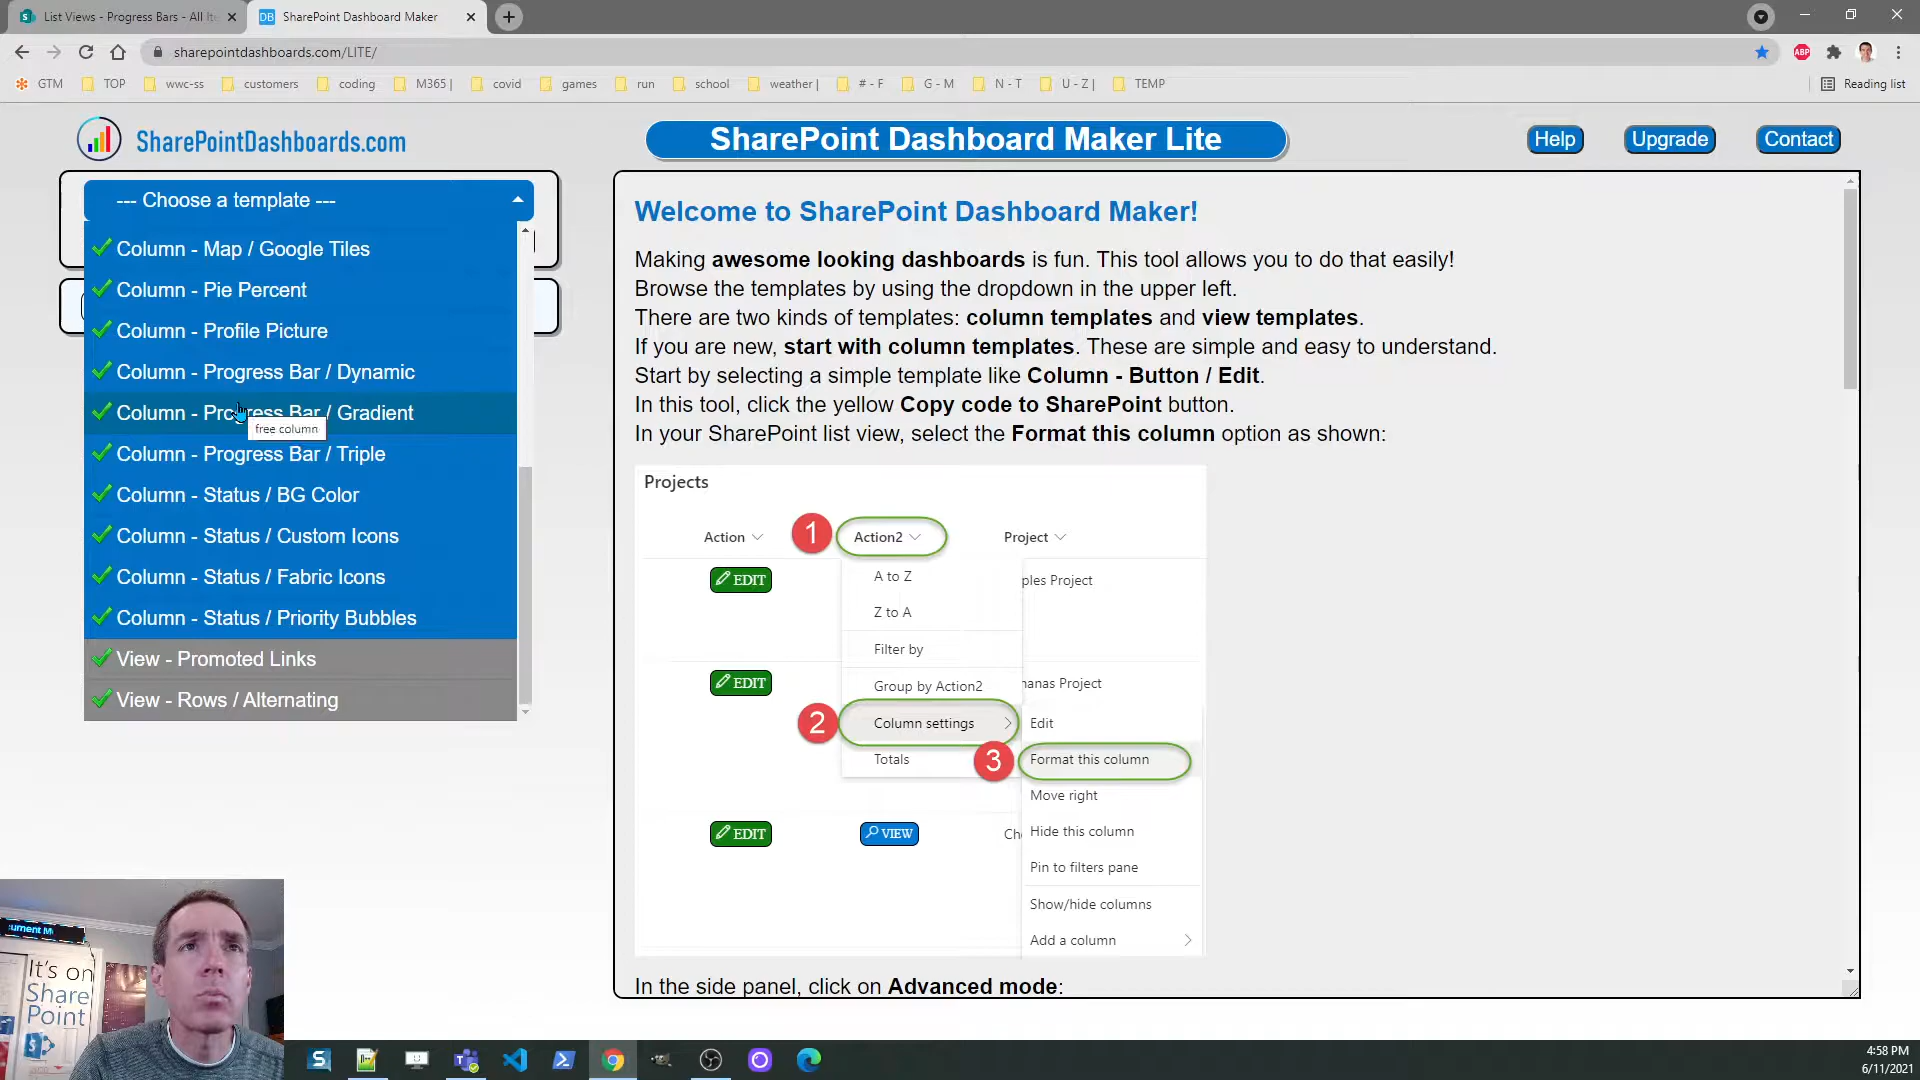 List Views - Progress Bars - All Ite
SharePoint Dashboard Maker
sharepointdashboards.com/LITE/
ABP
GTM
TOP
wwc-ss
customers
coding
M365 |
covid
games
run
school
weather |
# - F
G - M
N - T
U - Z |
TEMP
Reading list
SharePointDashboards.com
SharePoint Dashboard Maker Lite
Help
Upgrade
Contact
--- Choose a template ---
Column - Map / Google Tiles
Column - Pie Percent
Column - Profile Picture
Column - Progress Bar / Dynamic
Column - Progress Bar / Gradient
free column
Column - Progress Bar / Triple
Column - Status / BG Color
Column - Status / Custom Icons
Column - Status / Fabric Icons
Column - Status / Priority Bubbles
View - Promoted Links
View - Rows / Alternating
Welcome to SharePoint Dashboard Maker!
Making awesome looking dashboards is fun. This tool allows you to do that easily!
Browse the templates by using the dropdown in the upper left.
There are two kinds of templates: column templates and view templates.
If you are new, start with column templates. These are simple and easy to understand.
Start by selecting a simple template like Column - Button / Edit.
In this tool, click the yellow Copy code to SharePoint button.
In your SharePoint list view, select the Format this column option as shown:
Projects
Action
1
Action2
Project
EDIT
A to Z
ples Project
Z to A
Filter by
EDIT
Group by Action2
nanas Project
2
Column settings
Edit
Totals
3
Format this column
Move right
EDIT
VIEW
Ch
Hide this column
Pin to filters pane
Show/hide columns
Add a column
In the side panel, click on Advanced mode:
It's on
Share
Point
4:58 PM
6/11/2021